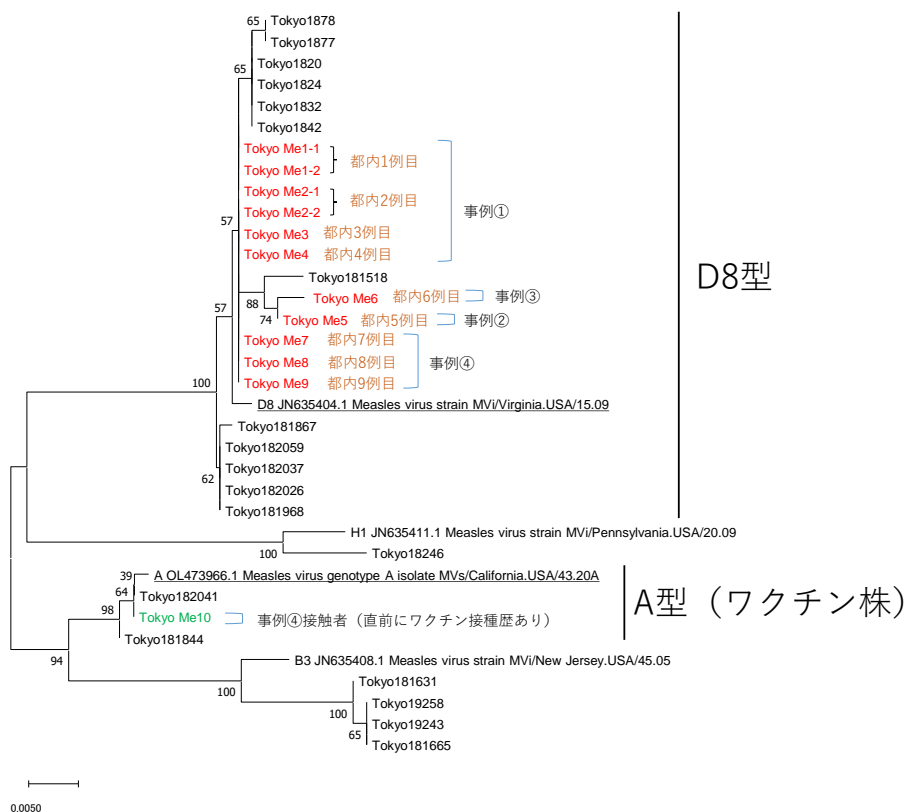 65
Tokyo1878
Tokyo1877
65
Tokyo1820
Tokyo1824
Tokyo1832
Tokyo1842
Tokyo Me1-1
Tokyo Me1-2
都内1例目
Tokyo Me2-1
Tokyo Me2-2
都内2例目
事例①
57
Tokyo Me3 都内3例目
Tokyo Me4 都内4例目
Tokyo181518
88
Tokyo Me6 都内6例目 事例③
74
Tokyo Me5 都内5例目 事例②
57
Tokyo Me7 都内7例目
Tokyo Me8 都内8例目
事例④
Tokyo Me9 都内9例目
100
D8 JN635404.1 Measles virus strain MVi/Virginia.USA/15.09
Tokyo181867
Tokyo182059
Tokyo182037
62
Tokyo182026
Tokyo181968
D8型
H1 JN635411.1 Measles virus strain MVi/Pennsylvania.USA/20.09
100
Tokyo18246
39
A OL473966.1 Measles virus genotype A isolate MVs/California.USA/43.20A
64
Tokyo182041
98
Tokyo Me10 事例④接触者（直前にワクチン接種歴あり）
Tokyo181844
A型（ワクチン株）
94
B3 JN635408.1 Measles virus strain MVi/New Jersey.USA/45.05
100
Tokyo181631
100
Tokyo19258
Tokyo19243
65
Tokyo181665
0.0050